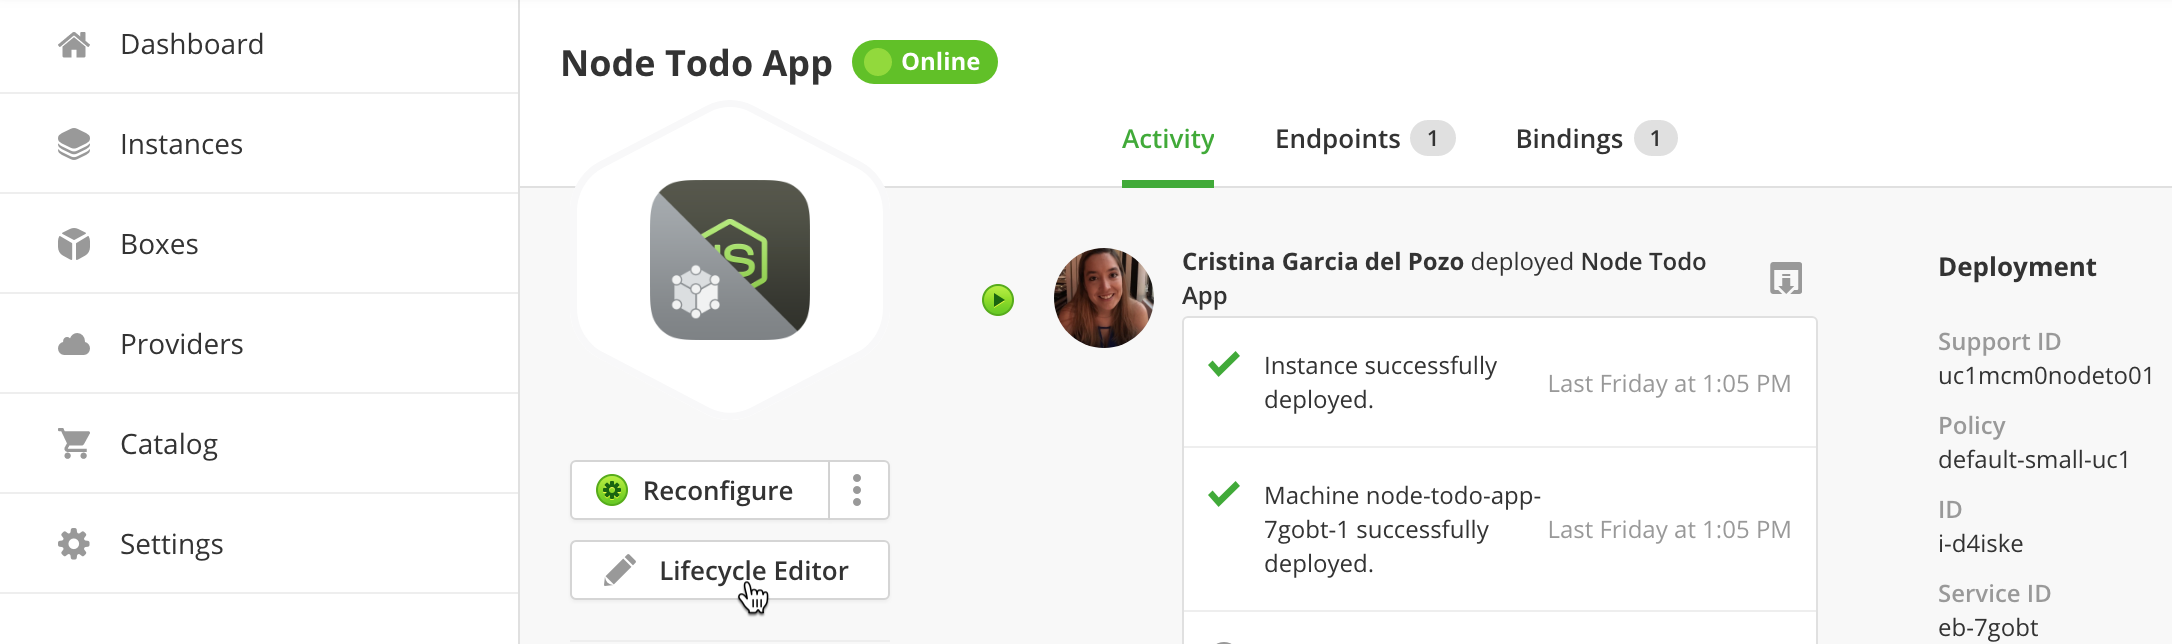 Dashboard
Instances
Boxes
Providers
Catalog
Settings
Node Todo App
Online
Activity
Endpoints 1
Bindings 1
JS
Reconfigure
Lifecycle Editor
Cristina Garcia del Pozo deployed Node Todo
App
Instance successfully
deployed.
Last Friday at 1:05 PM
Machine node-todo-app-
7gobt-1 successfully
deployed.
Last Friday at 1:05 PM
Deployment
Support ID
uc1mcm0nodeto01
Policy
default-small-uc1
ID
i-d4iske
Service ID
eb-7gobt